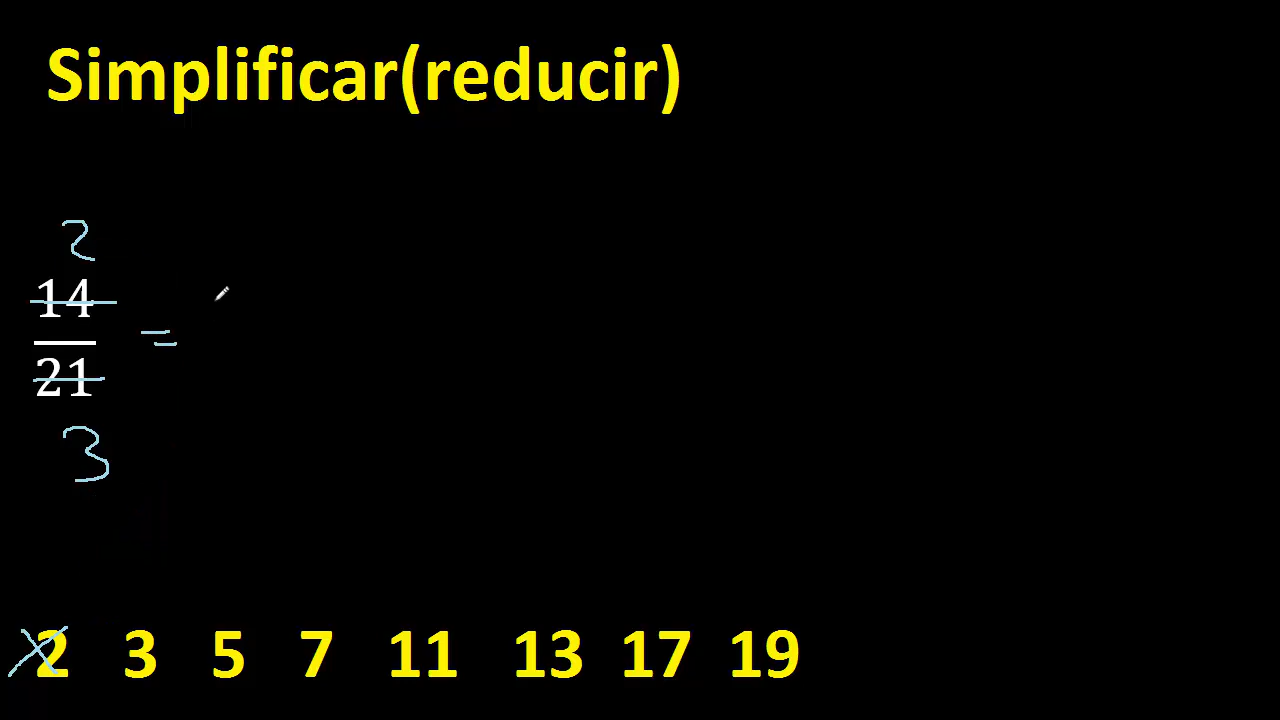 Simplificar(reducir)
2
14
=
21
3
2 3 5 7 11 13 17 19